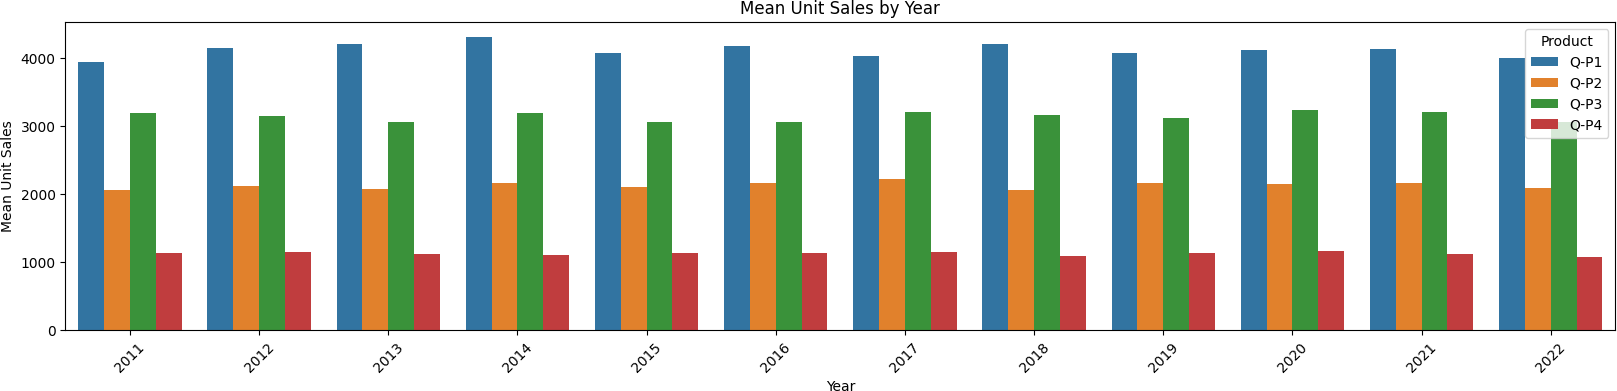 Mean Unit Sales by Year
Mean Unit Sales
4000
3000
2000
1000
0
Product
Q-P1
Q-P2
Q-P3
Q-P4
2011
2012
2013
2014
2015
2016
2017
2018
2019
2020
2021
2022
Year